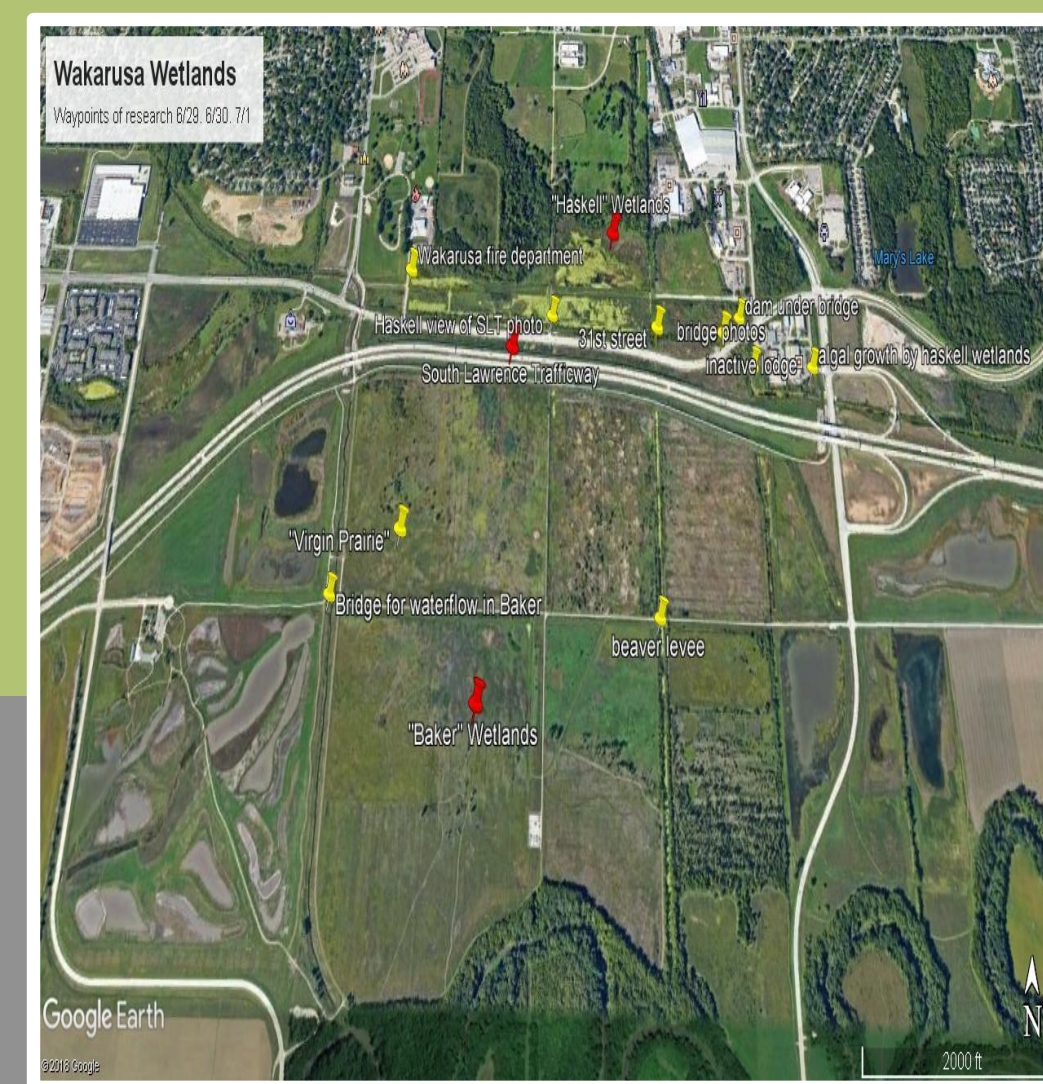 Wakarusa Wetlands
Waypoints of research 6/29. 6/30. 7/1
"Haskell" Wetlands
Wakarusa fire department
Mary's Lake
dam under bridge
Haskell view of SLT photo
31st street
bridge photos
inactive lodge
algal growth by haskell wetlands
South Lawrence Trafficway
"Virgin Prairie"
Bridge for waterflow in Baker
beaver levee
"Baker" Wetlands
Google Earth
©2018 Google
N
2000 ft